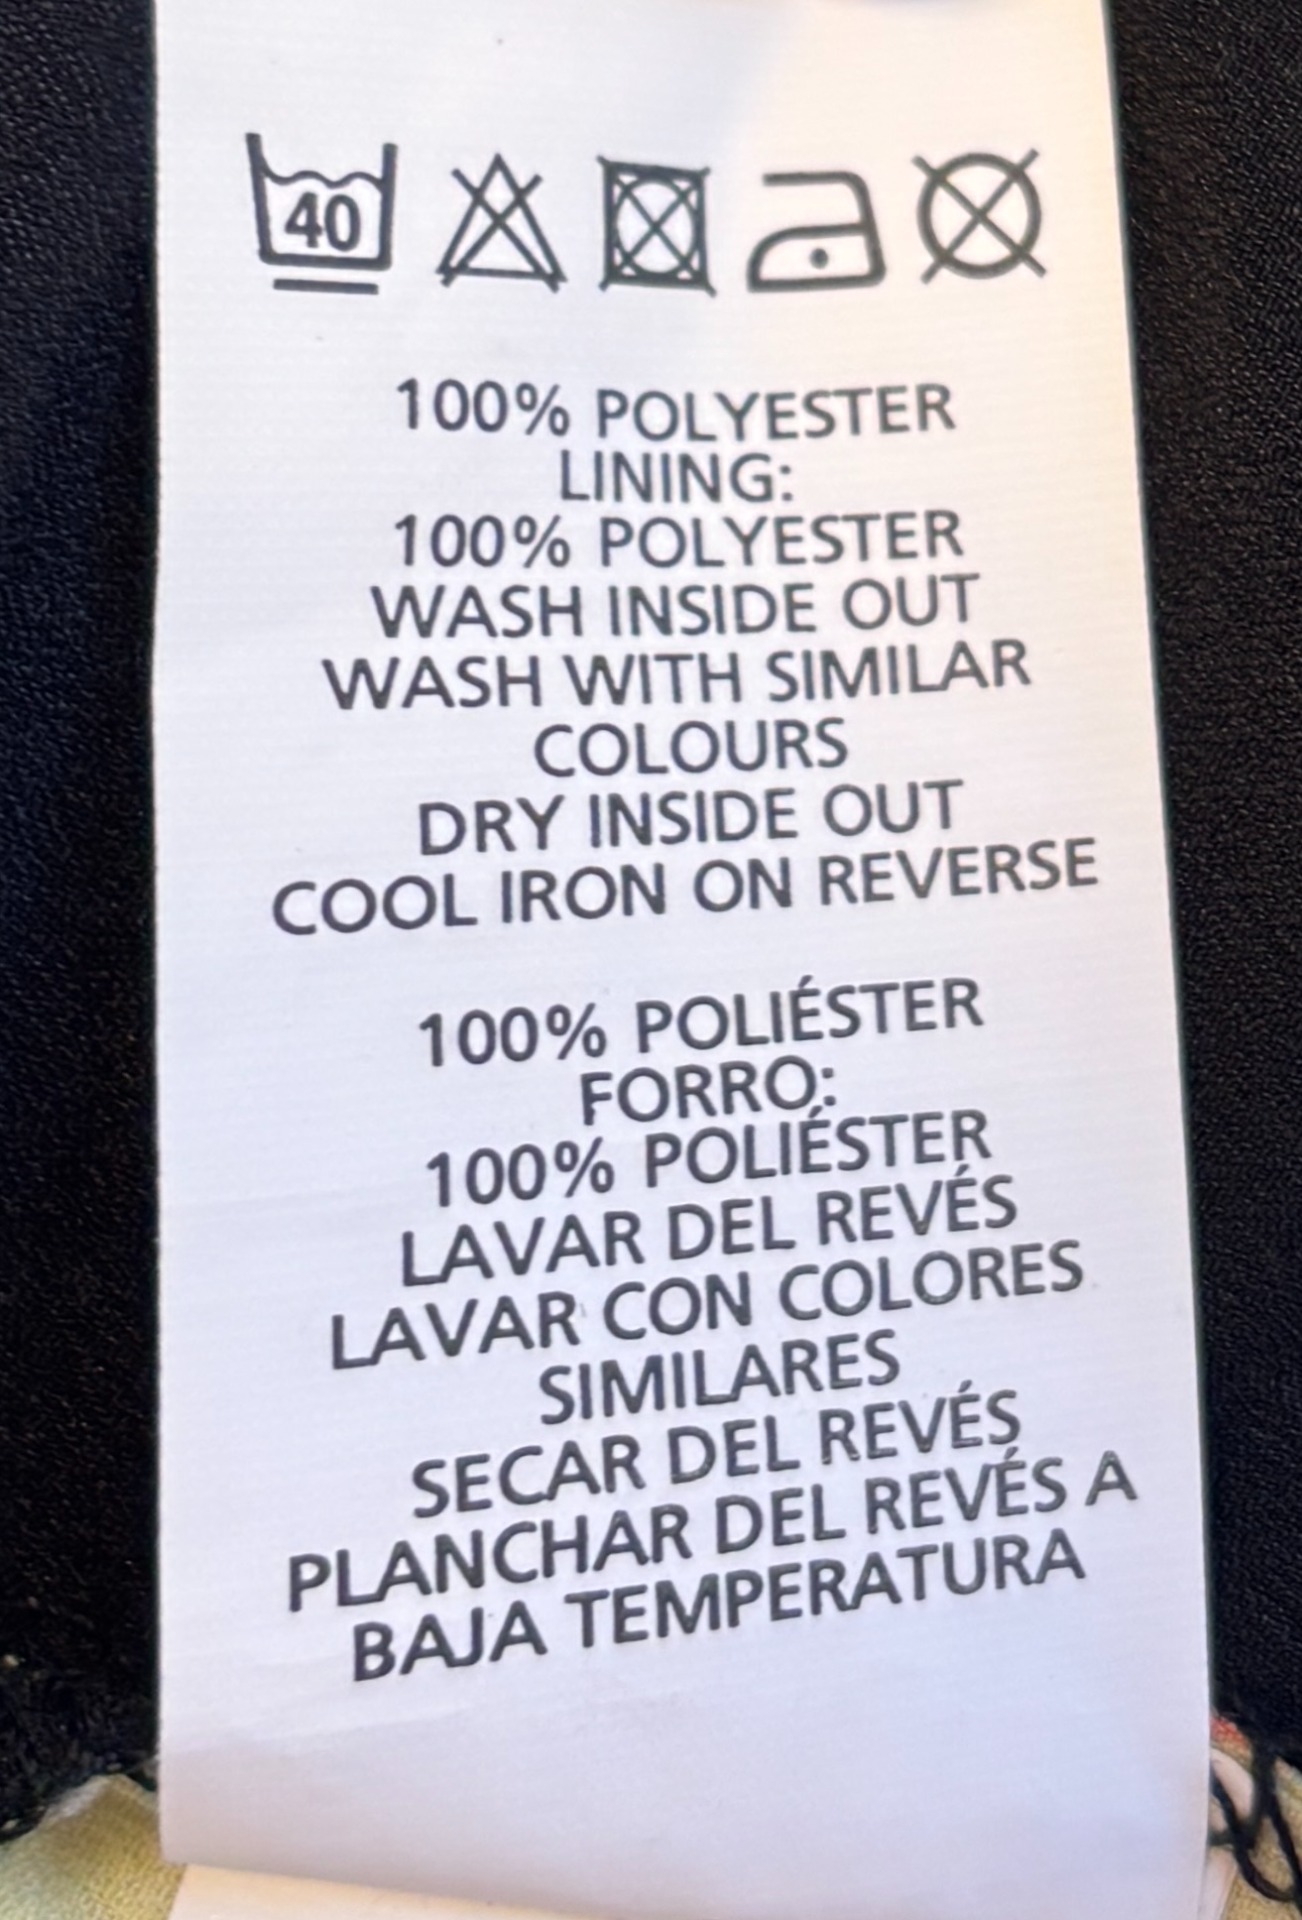 40
100% POLYESTER
LINING:
100% POLYESTER
WASH INSIDE OUT
WASH WITH SIMILAR
COLOURS
DRY INSIDE OUT
COOL IRON ON REVERSE
100% POLIÉSTER
FORRO:
100% POLIÉSTER
LAVAR DEL REVÉS
LAVAR CON COLORES
SIMILARES
SECAR DEL REVÉS
PLANCHAR DEL REVÉS A
BAJA TEMPERATURA